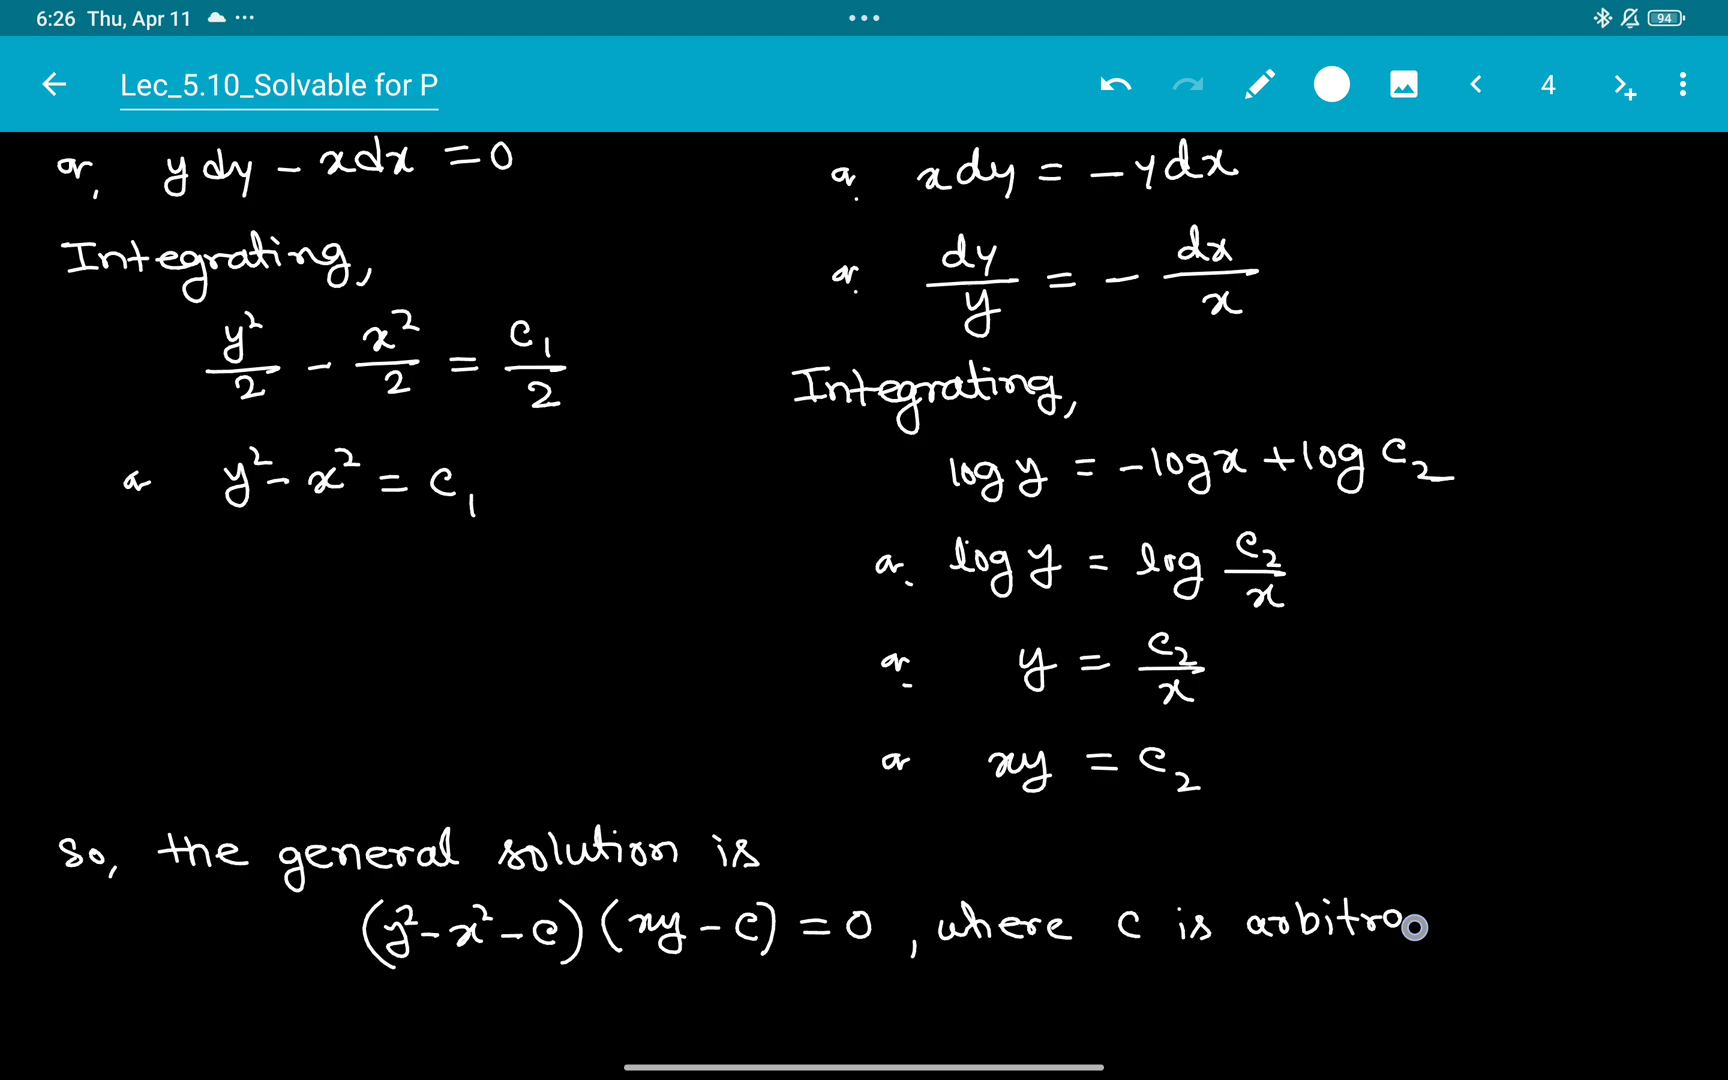 6:26 Thu, Apr 11 ...
94
Lec_5.10_Solvable for P
4
or, y dy - x dx = 0
Integrating,
y²/2 - x²/2 = c₁/2
or y² - x² = c₁
or. x dy = - y dx
or. dy/y = - dx/x
Integrating,
log y = - log x + log c₂
or. log y = log c₂/x
or. y = c₂/x
or xy = c₂
So, the general solution is
(y² - x² - c) (xy - c) = 0 , where c is arbitra